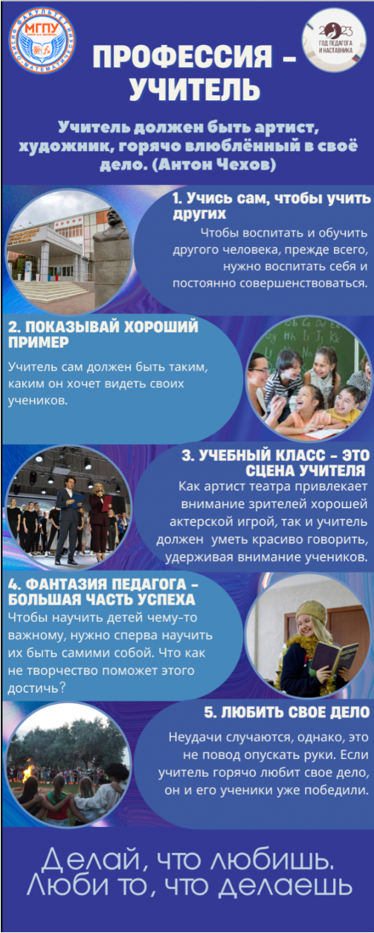 МГПУ
2023
ГОД ПЕДАГОГА
И НАСТАВНИКА
ПРОФЕССИЯ –
УЧИТЕЛЬ
Учитель должен быть артист,
художник, горячо влюблённый в своё
дело. (Антон Чехов)
1. Учись сам, чтобы учить
других
Чтобы воспитать и обучить
другого человека, прежде всего,
нужно воспитать себя и
постоянно совершенствоваться.
2. ПОКАЗЫВАЙ ХОРОШИЙ
ПРИМЕР
Учитель сам должен быть таким,
каким он хочет видеть своих
учеников.
3. УЧЕБНЫЙ КЛАСС – ЭТО
СЦЕНА УЧИТЕЛЯ
Как артист театра привлекает
внимание зрителей хорошей
актерской игрой, так и учитель
должен уметь красиво говорить,
удерживая внимание учеников.
4. ФАНТАЗИЯ ПЕДАГОГА –
БОЛЬШАЯ ЧАСТЬ УСПЕХА
Чтобы научить детей чему-то
важному, нужно сперва научить
их быть самими собой. Что как
не творчество поможет этого
достичь?
5. ЛЮБИТЬ СВОЕ ДЕЛО
Неудачи случаются, однако, это
не повод опускать руки. Если
учитель горячо любит свое дело,
он и его ученики уже победили.
Делай, что любишь.
Люби то, что делаешь